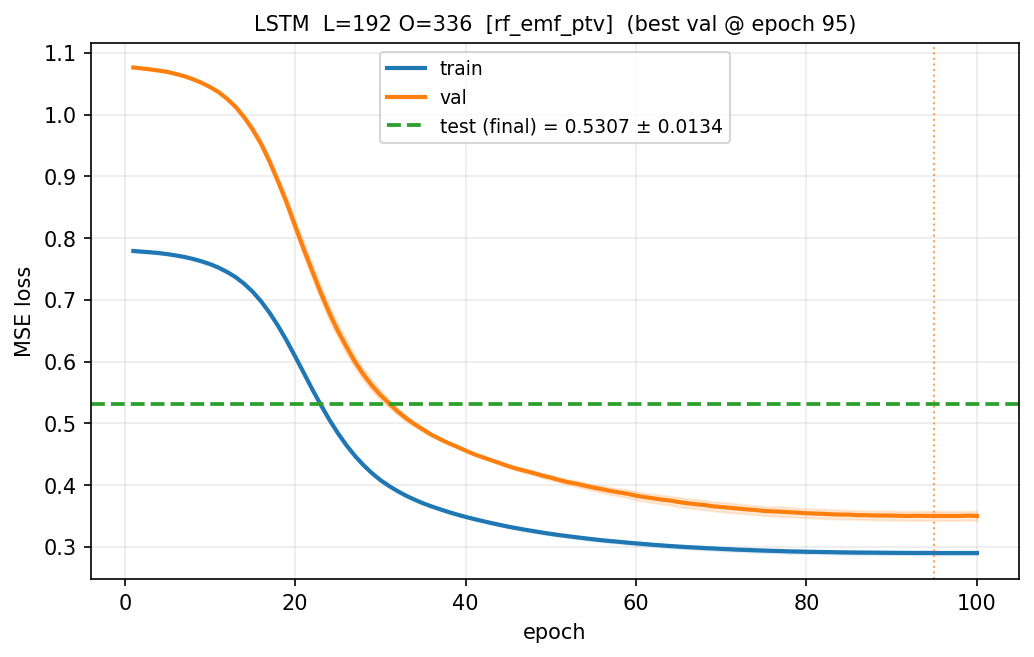 LSTM  L=192 O=336  [rf_emf_ptv]  (best val @ epoch 95)
train
val
test (final) = 0.5307 ± 0.0134
MSE loss
1.1
1.0
0.9
0.8
0.7
0.6
0.5
0.4
0.3
0 20 40 60 80 100
epoch